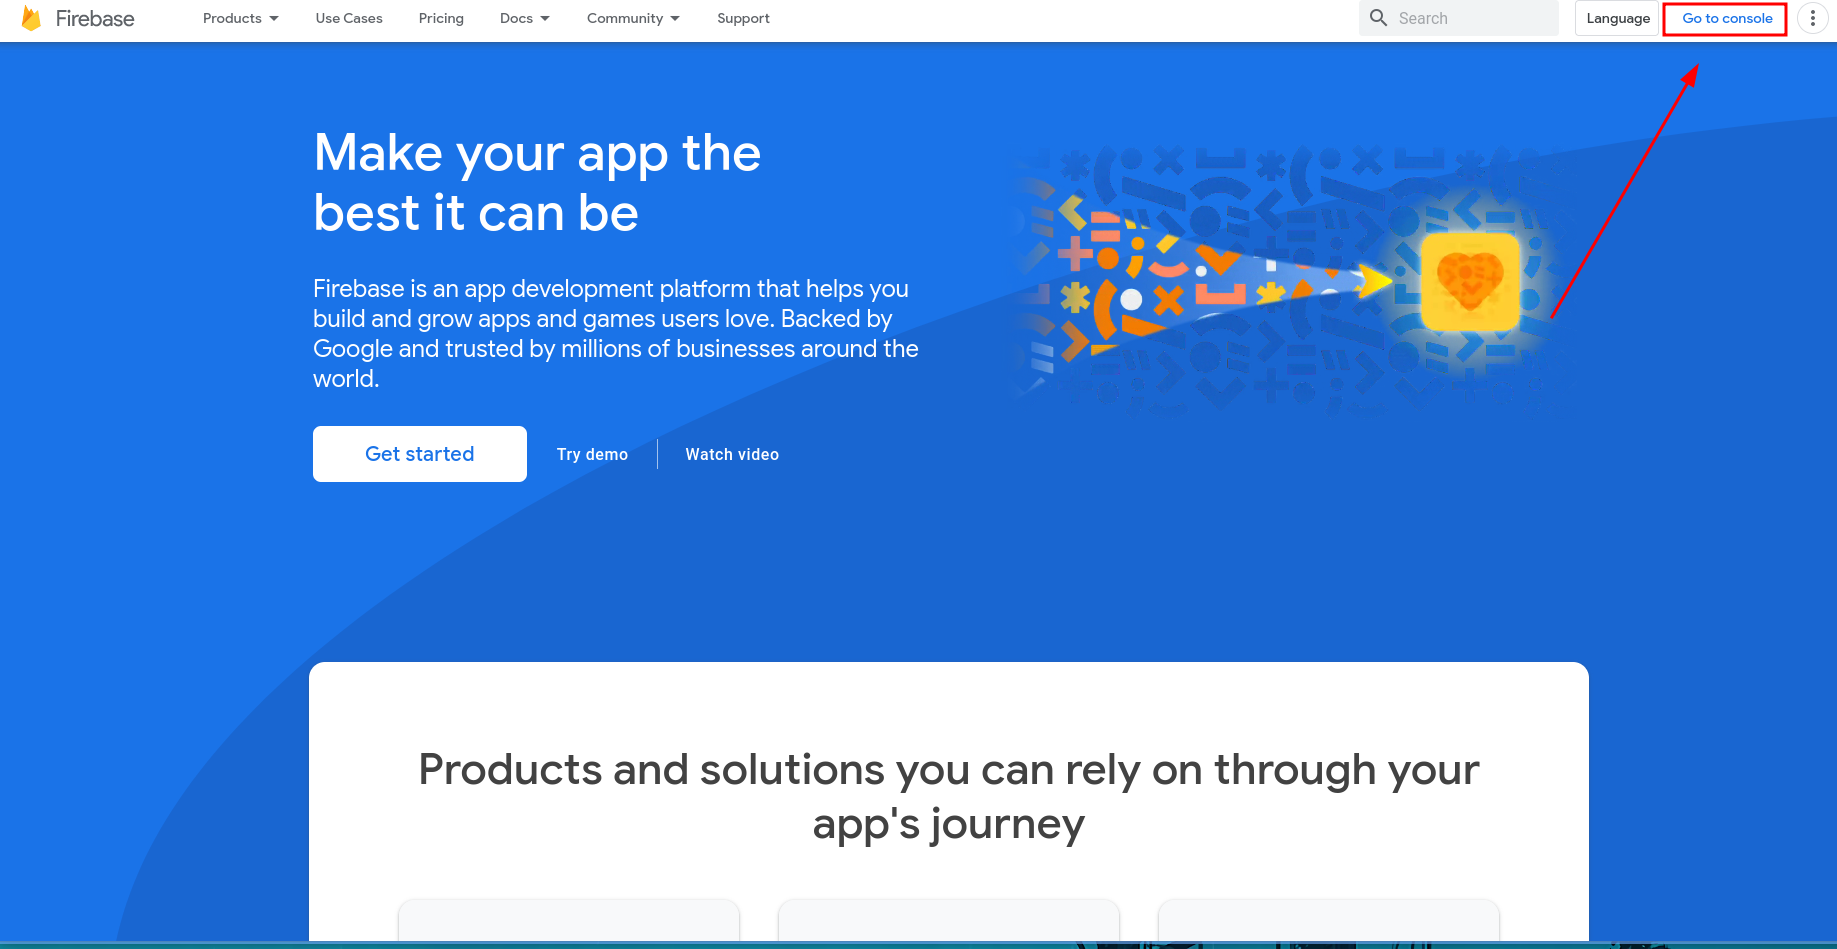 Firebase
Products
Use Cases
Pricing
Docs
Community
Support
Search
Language
Go to console
Make your app the
best it can be
Firebase is an app development platform that helps you
build and grow apps and games users love. Backed by
Google and trusted by millions of businesses around the
world.
Get started
Try demo
Watch video
Products and solutions you can rely on through your
app's journey